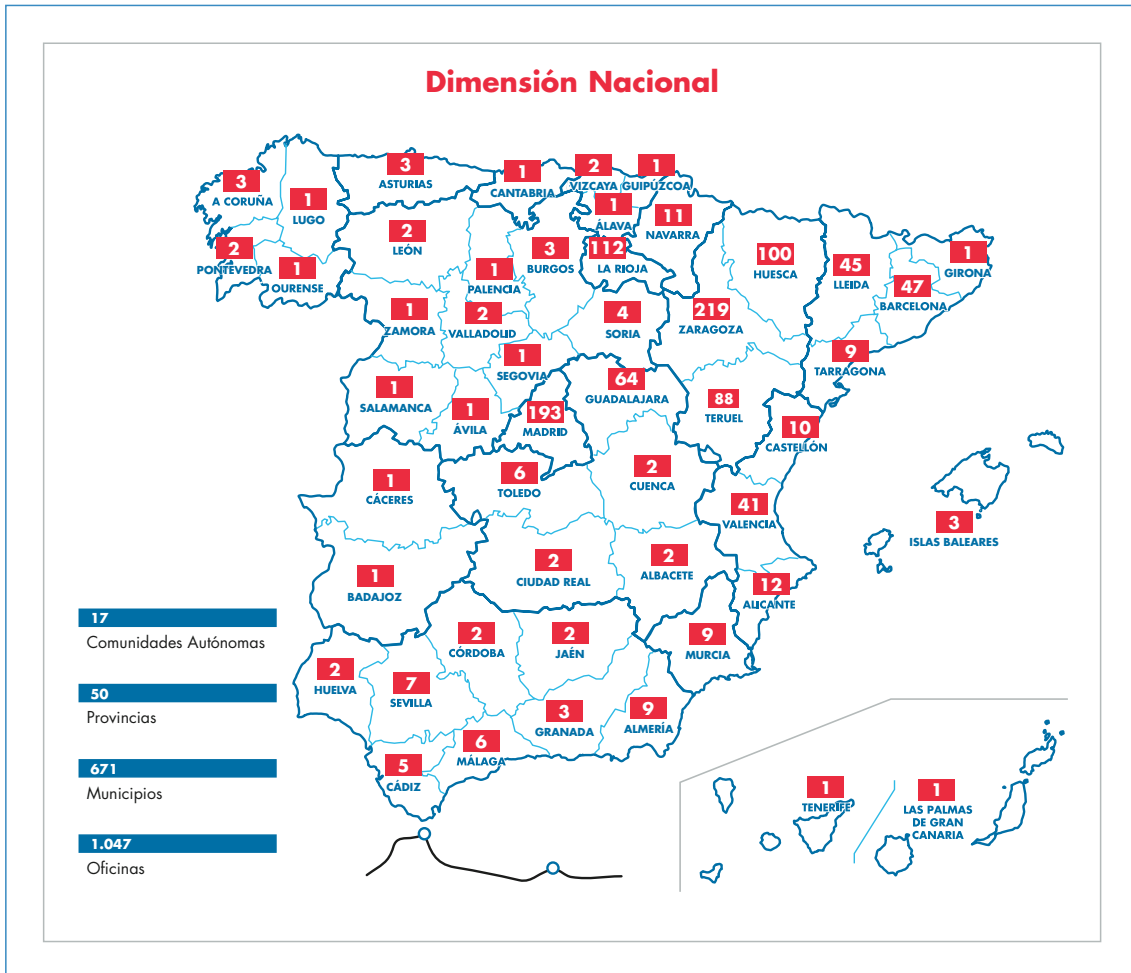 Dimensión Nacional
3
A CORUÑA
1
LUGO
2
PONTEVEDRA
1
OURENSE
3
ASTURIAS
1
CANTABRIA
2
VIZCAYA
1
GUIPÚZCOA
1
ÁLAVA
11
NAVARRA
2
LEÓN
1
PALENCIA
3
BURGOS
112
LA RIOJA
100
HUESCA
45
LLEIDA
1
GIRONA
47
BARCELONA
9
TARRAGONA
1
ZAMORA
2
VALLADOLID
4
SORIA
219
ZARAGOZA
1
SEGOVIA
64
GUADALAJARA
88
TERUEL
1
SALAMANCA
1
ÁVILA
193
MADRID
10
CASTELLÓN
1
CÁCERES
6
TOLEDO
2
CUENCA
41
VALENCIA
3
ISLAS BALEARES
1
BADAJOZ
2
CIUDAD REAL
2
ALBACETE
12
ALICANTE
2
CÓRDOBA
2
JAÉN
9
MURCIA
2
HUELVA
7
SEVILLA
3
GRANADA
9
ALMERÍA
6
MÁLAGA
5
CÁDIZ
1
TENERIFE
1
LAS PALMAS
DE GRAN
CANARIA
17
Comunidades Autónomas
50
Provincias
671
Municipios
1.047
Oficinas